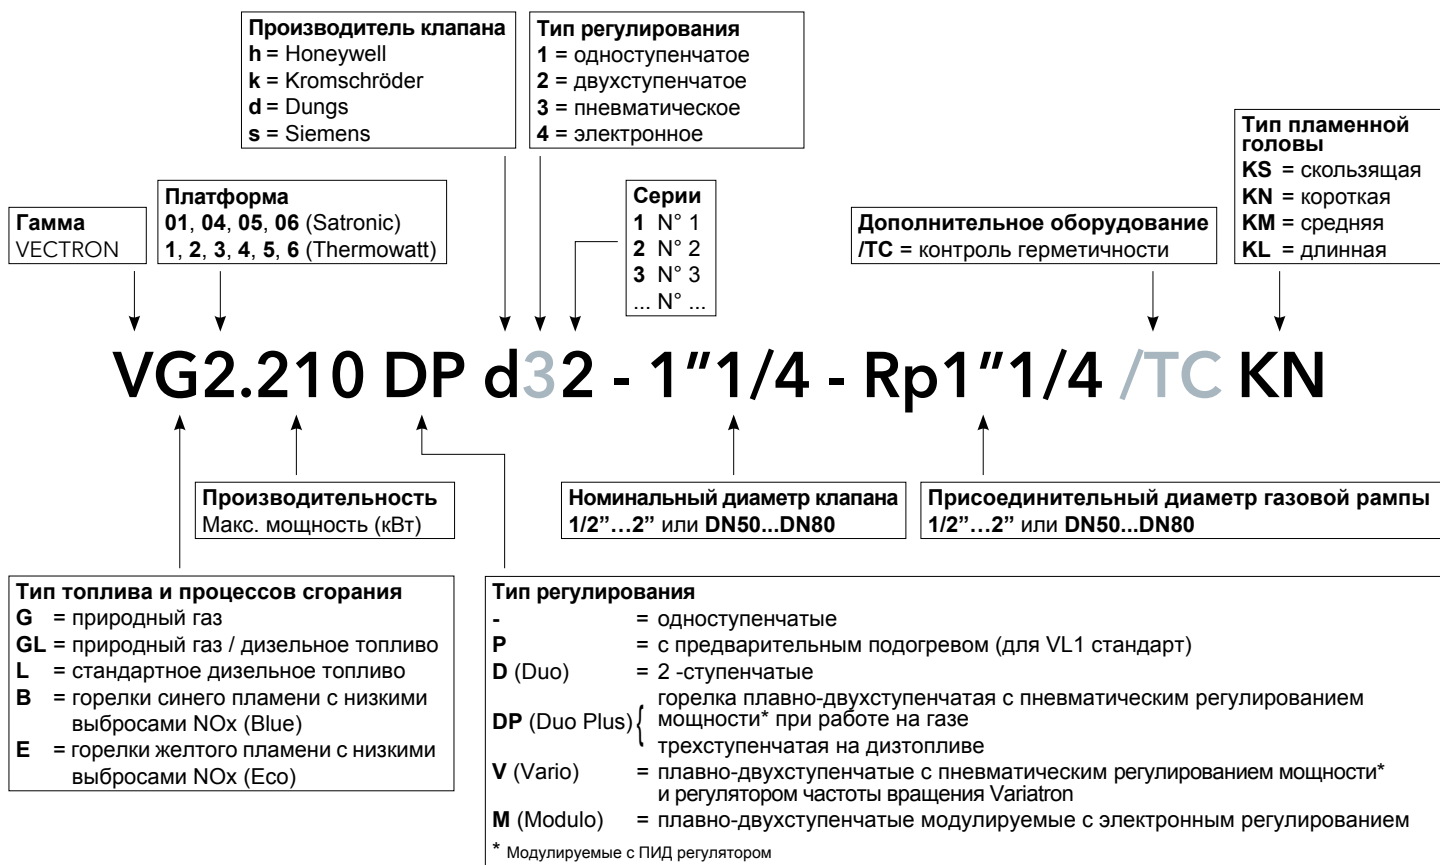 Производитель клапана
h = Honeywell
k = Kromschröder
d = Dungs
s = Siemens
Тип регулирования
1 = одноступенчатое
2 = двухступенчатое
3 = пневматическое
4 = электронное
Тип пламенной
головы
KS = скользящая
KN = короткая
KM = средняя
KL = длинная
Гамма
VECTRON
Платформа
01, 04, 05, 06 (Satronic)
1, 2, 3, 4, 5, 6 (Thermowatt)
Серии
1 N° 1
2 N° 2
3 N° 3
... N° ...
Дополнительное оборудование
/TC = контроль герметичности
VG2.210 DP d32 - 1"1/4 - Rp1"1/4 /TC KN
Производительность
Макс. мощность (кВт)
Номинальный диаметр клапана
1/2”…2” или DN50...DN80
Присоединительный диаметр газовой рампы
1/2”…2” или DN50...DN80
Тип топлива и процессов сгорания
G = природный газ
GL = природный газ / дизельное топливо
L = стандартное дизельное топливо
B = горелки синего пламени с низкими
выбросами NOx (Blue)
E = горелки желтого пламени с низкими
выбросами NOx (Eco)
Тип регулирования
- = одноступенчатые
P = с предварительным подогревом (для VL1 стандарт)
D (Duo) = 2 -ступенчатые
горелка плавно-двухступенчатая с пневматическим регулированием
DP (Duo Plus) { мощности* при работе на газе
трехступенчатая на дизтопливе
V (Vario) = плавно-двухступенчатые с пневматическим регулированием мощности*
и регулятором частоты вращения Variatron
M (Modulo) = плавно-двухступенчатые модулируемые с электронным регулированием
* Модулируемые с ПИД регулятором